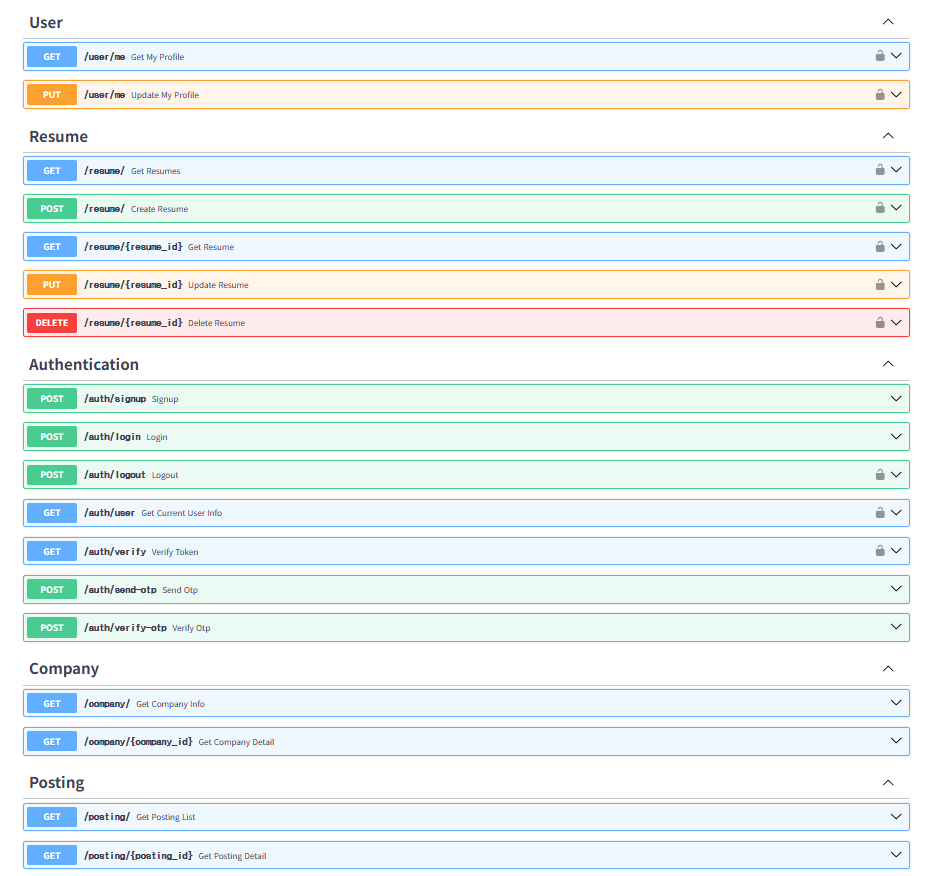 User
GET /user/me Get My Profile
PUT /user/me Update My Profile
Resume
GET /resume/ Get Resumes
POST /resume/ Create Resume
GET /resume/{resume_id} Get Resume
PUT /resume/{resume_id} Update Resume
DELETE /resume/{resume_id} Delete Resume
Authentication
POST /auth/signup Signup
POST /auth/login Login
POST /auth/logout Logout
GET /auth/user Get Current User Info
GET /auth/verify Verify Token
POST /auth/send-otp Send Otp
POST /auth/verify-otp Verify Otp
Company
GET /company/ Get Company Info
GET /company/{company_id} Get Company Detail
Posting
GET /posting/ Get Posting List
GET /posting/{posting_id} Get Posting Detail